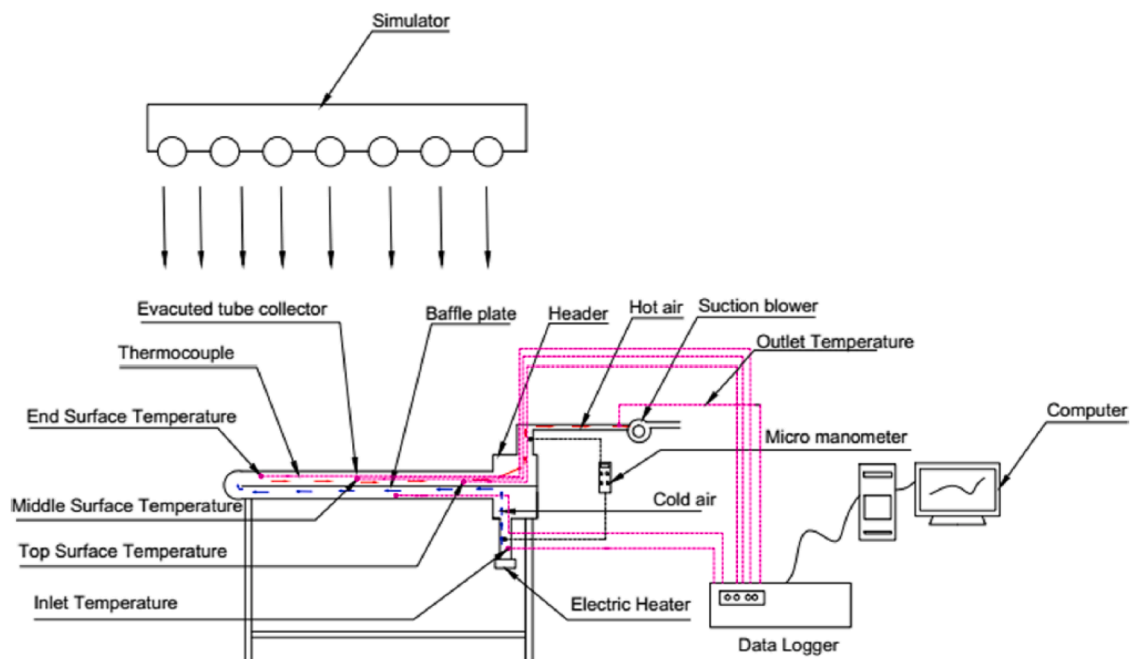 Simulator
Evacuted tube collector
Baffle plate
Header
Hot air
Suction blower
Thermocouple
Outlet Temperature
End Surface Temperature
Computer
Micro manometer
Middle Surface Temperature
Cold air
Top Surface Temperature
Inlet Temperature
Electric Heater
Data Logger